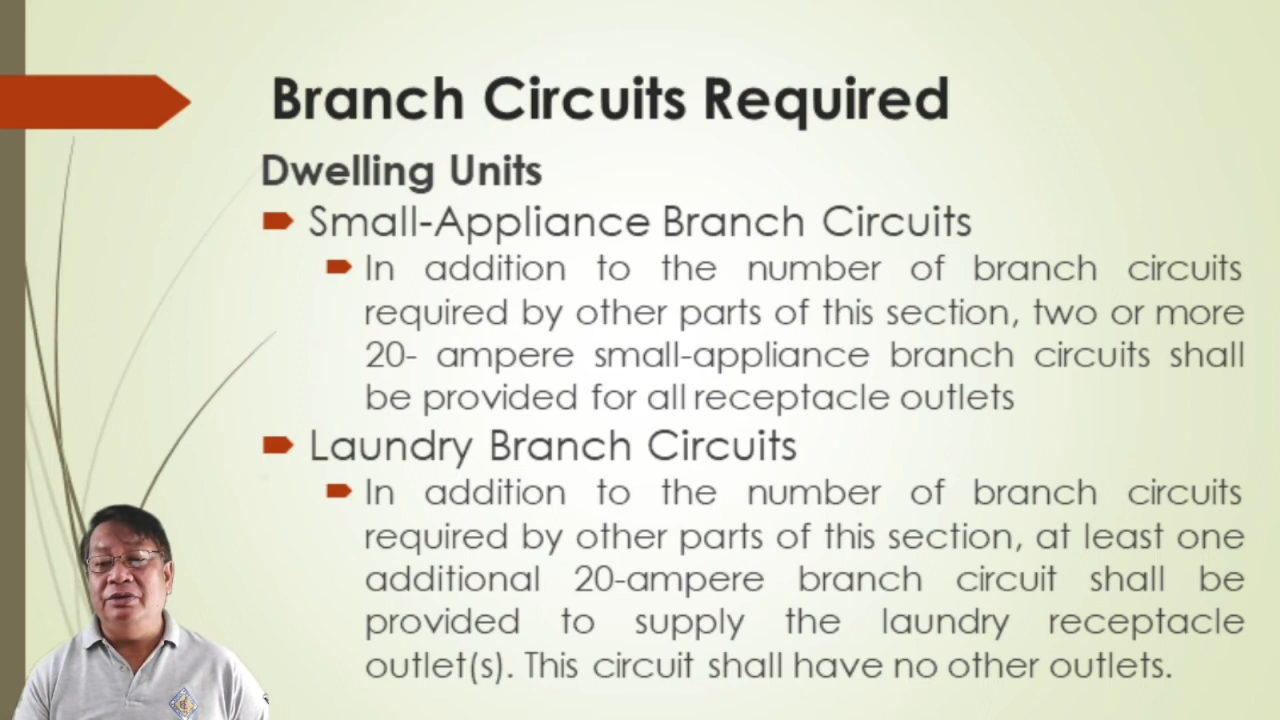 Branch Circuits Required
Dwelling Units
Small-Appliance Branch Circuits
In addition to the number of branch circuits
required by other parts of this section, two or more
20- ampere small-appliance branch circuits shall
be provided for all receptacle outlets
Laundry Branch Circuits
In addition to the number of branch circuits
required by other parts of this section, at least one
additional 20-ampere branch circuit shall be
provided to supply the laundry receptacle
outlet(s). This circuit shall have no other outlets.